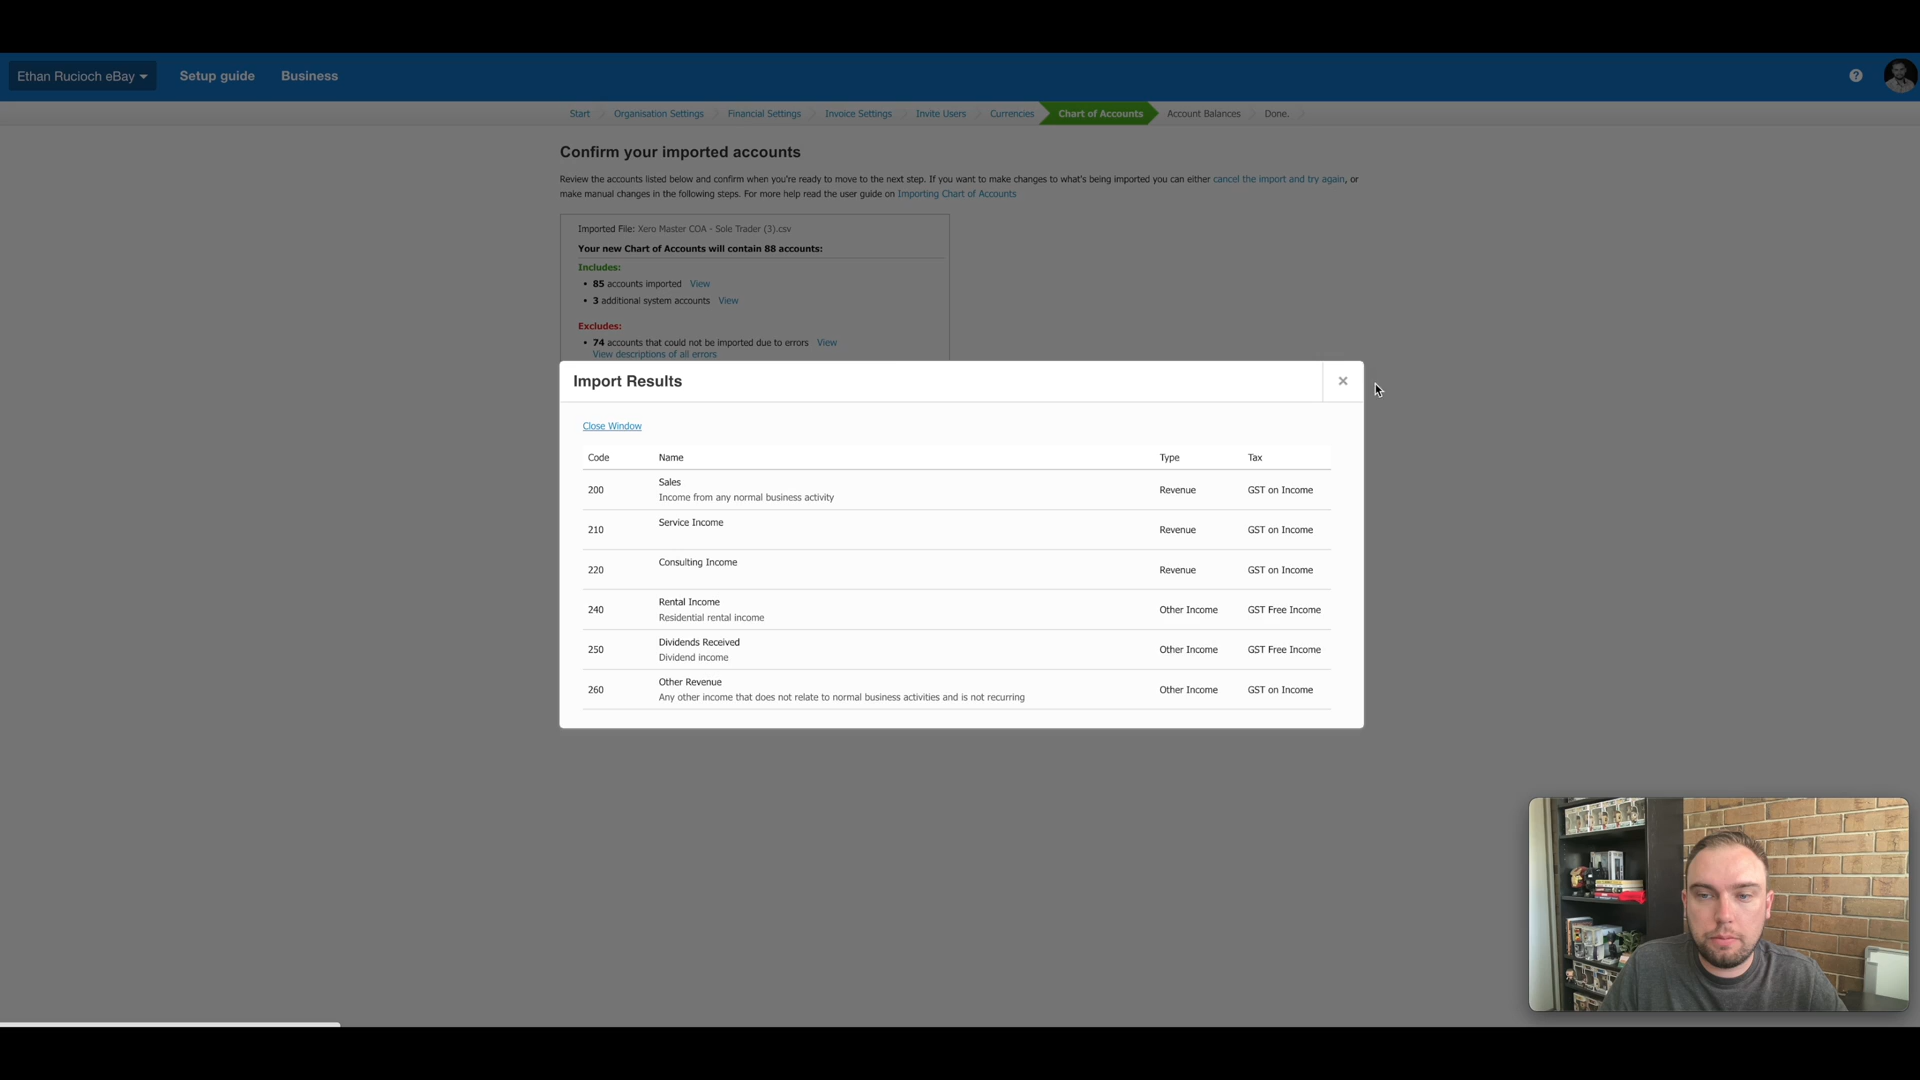 Ethan Rucioch eBay
Setup guide
Business
?
Start
Organisation Settings
Financial Settings
Invoice Settings
Invite Users
Currencies
Chart of Accounts
Account Balances
Done.
Confirm your imported accounts
Review the accounts listed below and confirm when you're ready to move to the next step. If you want to make changes to what's being imported you can either cancel the import and try again, or
make manual changes in the following steps. For more help read the user guide on Importing Chart of Accounts
Imported File: Xero Master COA - Sole Trader (3).csv
Your new Chart of Accounts will contain 88 accounts:
Includes:
• 85 accounts imported View
• 3 additional system accounts View
Excludes:
• 74 accounts that could not be imported due to errors View
View descriptions of all errors
Import Results
Close Window
Code Name Type Tax
200 Sales Revenue GST on Income
Income from any normal business activity
210 Service Income Revenue GST on Income
220 Consulting Income Revenue GST on Income
240 Rental Income Other Income GST Free Income
Residential rental income
250 Dividends Received Other Income GST Free Income
Dividend income
260 Other Revenue Other Income GST on Income
Any other income that does not relate to normal business activities and is not recurring